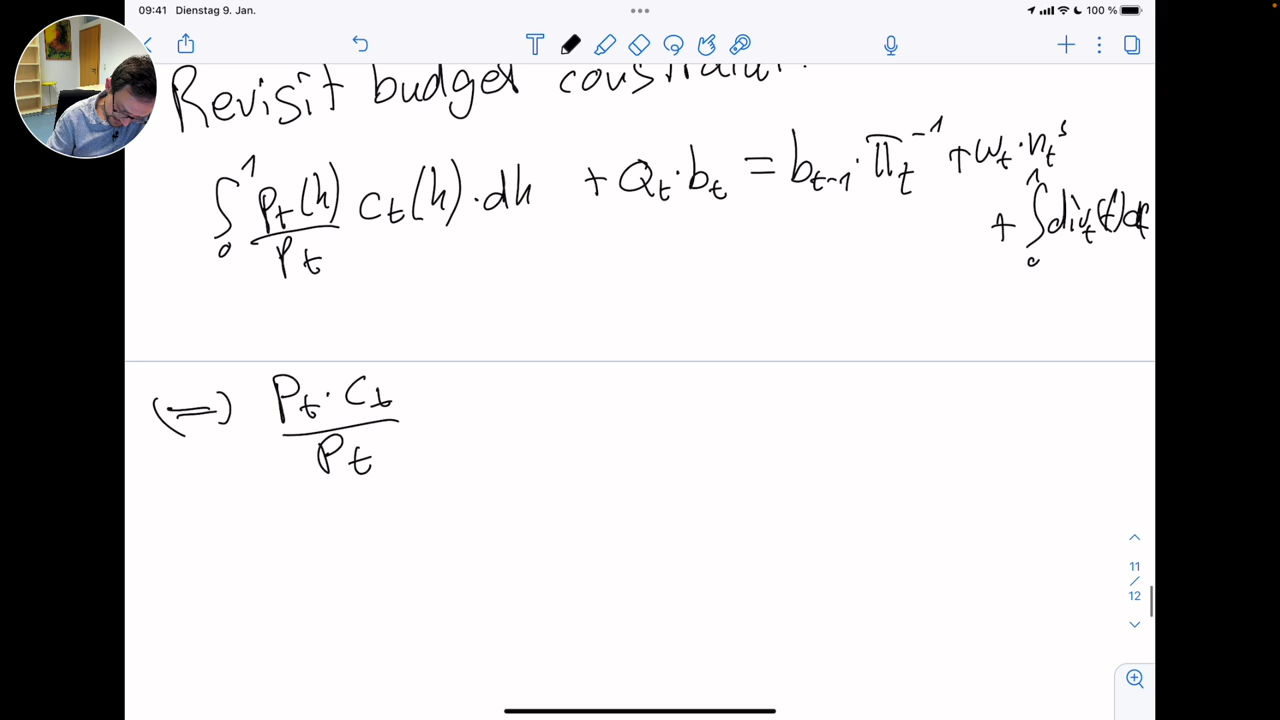 09:41 Dienstag 9. Jan. 100 %
T
Revisit budget constraint:
∫₀¹ P_t(h)/P_t c_t(h)·dh + Q_t·b_t = b_{t-1}·Π_t^{-1} + w_t·n_t^s
+ ∫₀¹ div_t(f)df
(⇔) P_t·c_t / P_t
11
/
12